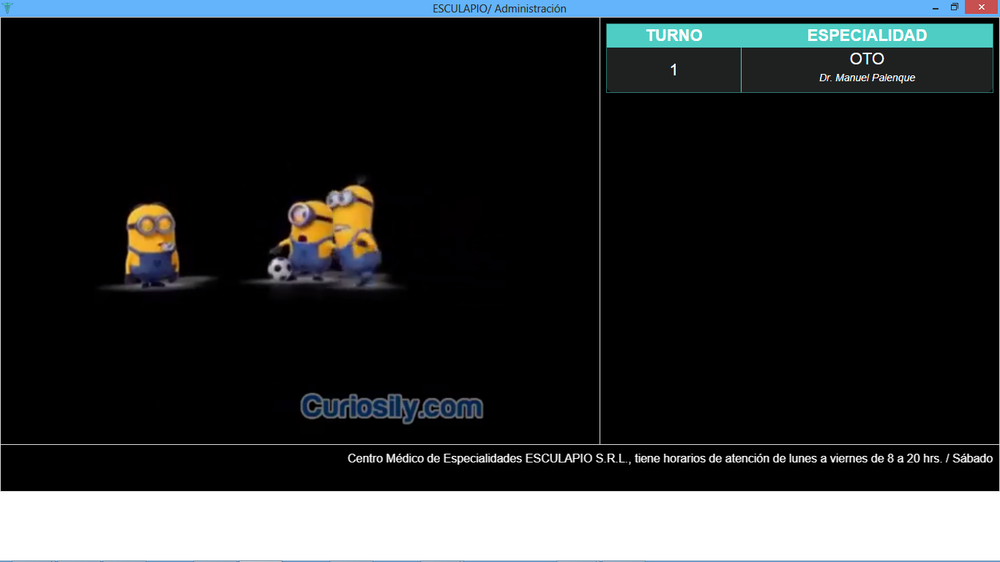 ESCULAPIO/ Administración
TURNO ESPECIALIDAD
1 OTO
Dr. Manuel Palenque
Curiosily.com
Centro Médico de Especialidades ESCULAPIO S.R.L., tiene horarios de atención de lunes a viernes de 8 a 20 hrs. / Sábado